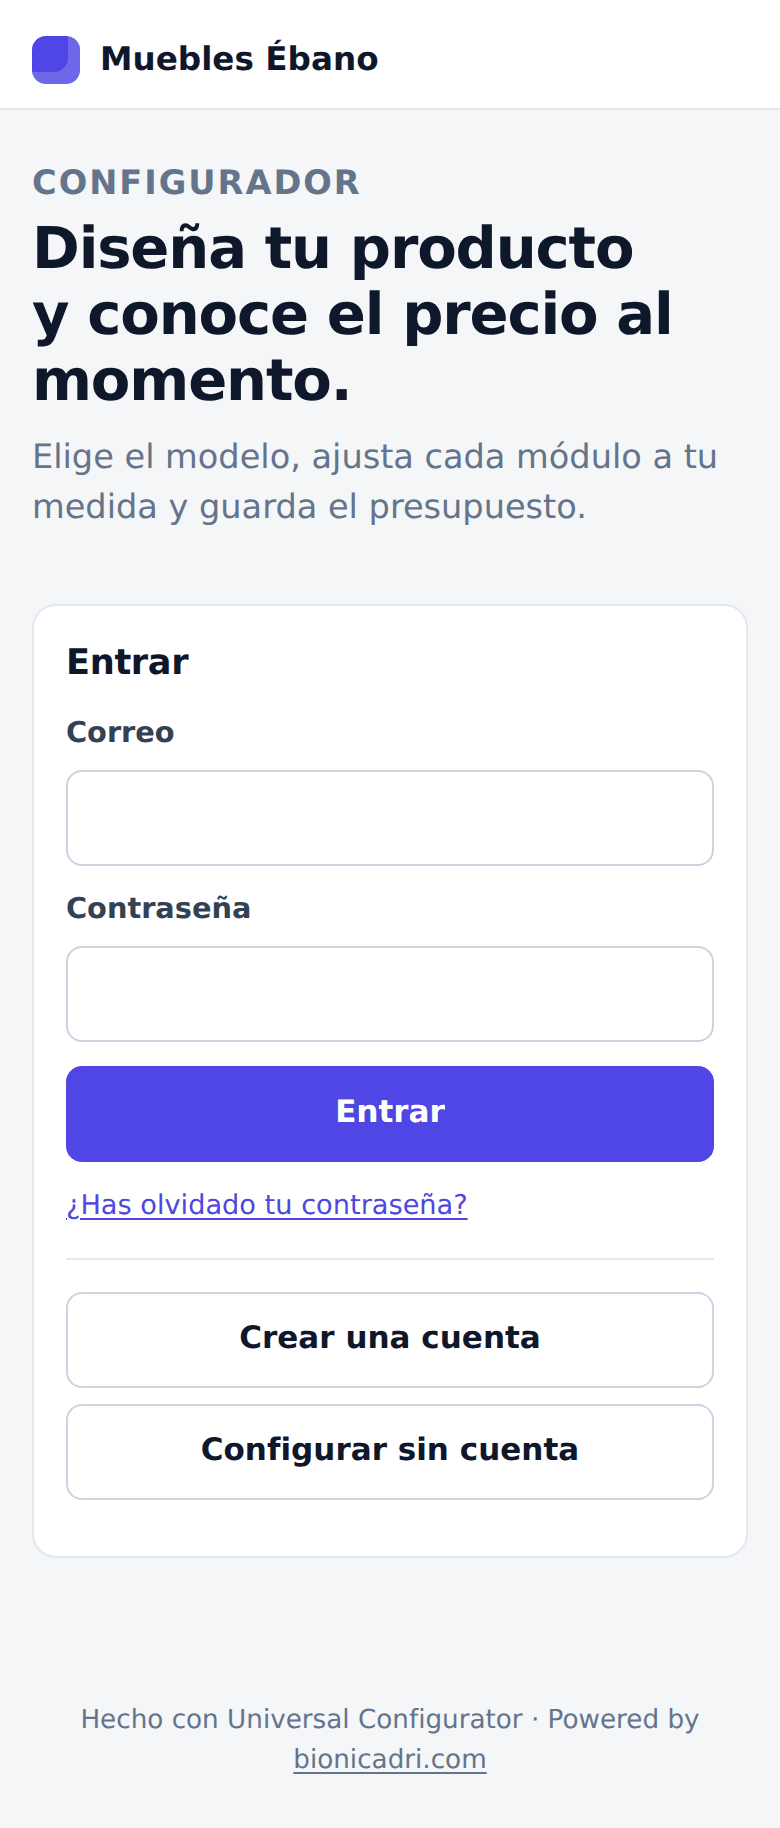 Muebles Ébano
CONFIGURADOR
Diseña tu producto
y conoce el precio al
momento.
Elige el modelo, ajusta cada módulo a tu
medida y guarda el presupuesto.
Entrar
Correo
Contraseña
Entrar
¿Has olvidado tu contraseña?
Crear una cuenta
Configurar sin cuenta
Hecho con Universal Configurator · Powered by
bionicadri.com